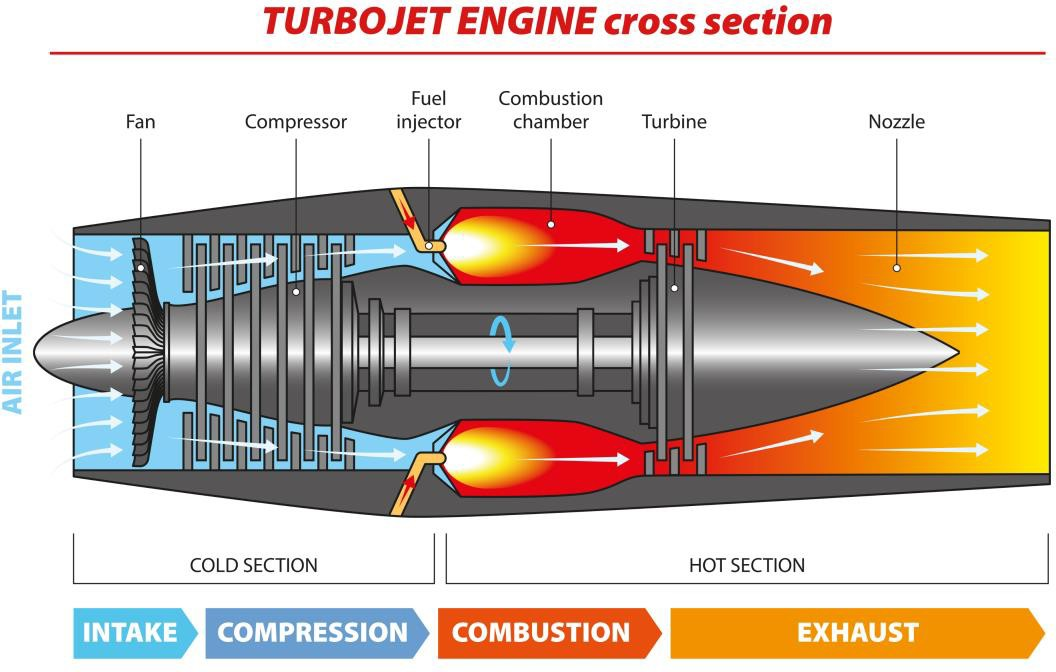 TURBOJET ENGINE cross section
Fan
Compressor
Fuel
injector
Combustion
chamber
Turbine
Nozzle
AIR INLET
COLD SECTION
HOT SECTION
INTAKE
COMPRESSION
COMBUSTION
EXHAUST